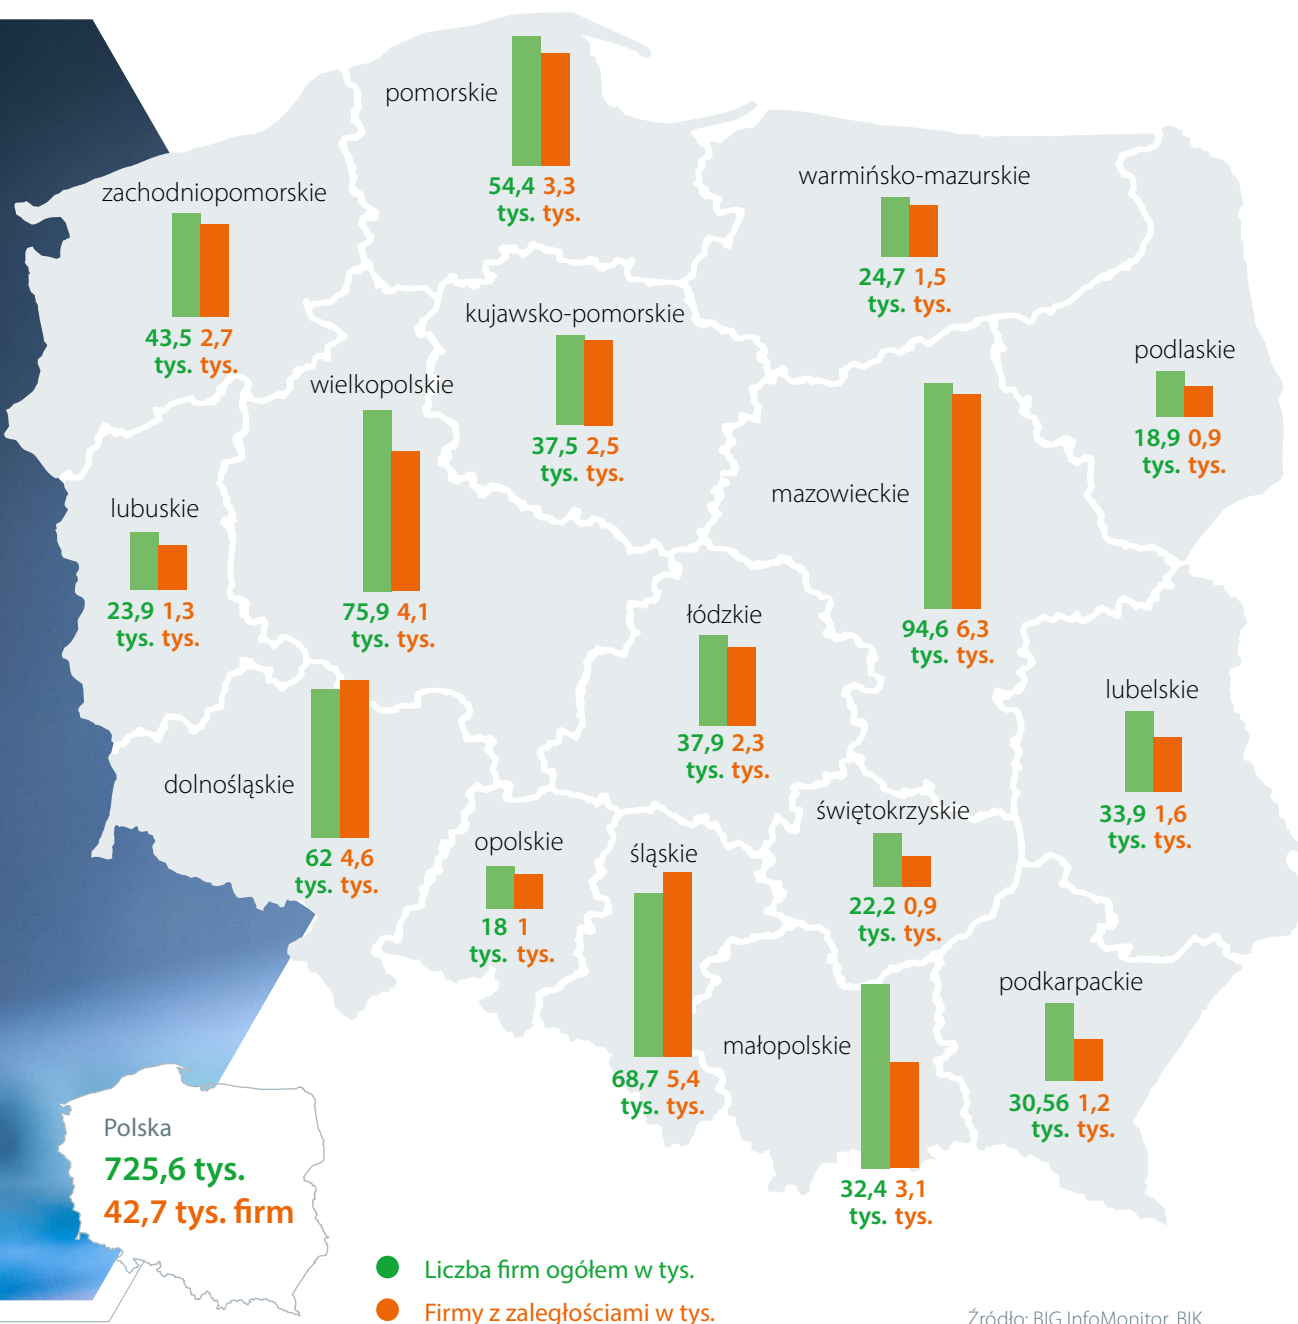 pomorskie
54,4 3,3
tys. tys.
warmińsko-mazurskie
24,7 1,5
tys. tys.
zachodniopomorskie
43,5 2,7
tys. tys.
kujawsko-pomorskie
37,5 2,5
tys. tys.
podlaskie
18,9 0,9
tys. tys.
wielkopolskie
75,9 4,1
tys. tys.
mazowieckie
94,6 6,3
tys. tys.
lubuskie
23,9 1,3
tys. tys.
łódzkie
37,9 2,3
tys. tys.
lubelskie
33,9 1,6
tys. tys.
dolnośląskie
62 4,6
tys. tys.
opolskie
18 1
tys. tys.
śląskie
68,7 5,4
tys. tys.
świętokrzyskie
22,2 0,9
tys. tys.
małopolskie
32,4 3,1
tys. tys.
podkarpackie
30,56 1,2
tys. tys.
Polska
725,6 tys.
42,7 tys. firm
Liczba firm ogółem w tys.
Firmy z zaległościami w tys.
Źródło: BIG InfoMonitor, BIK